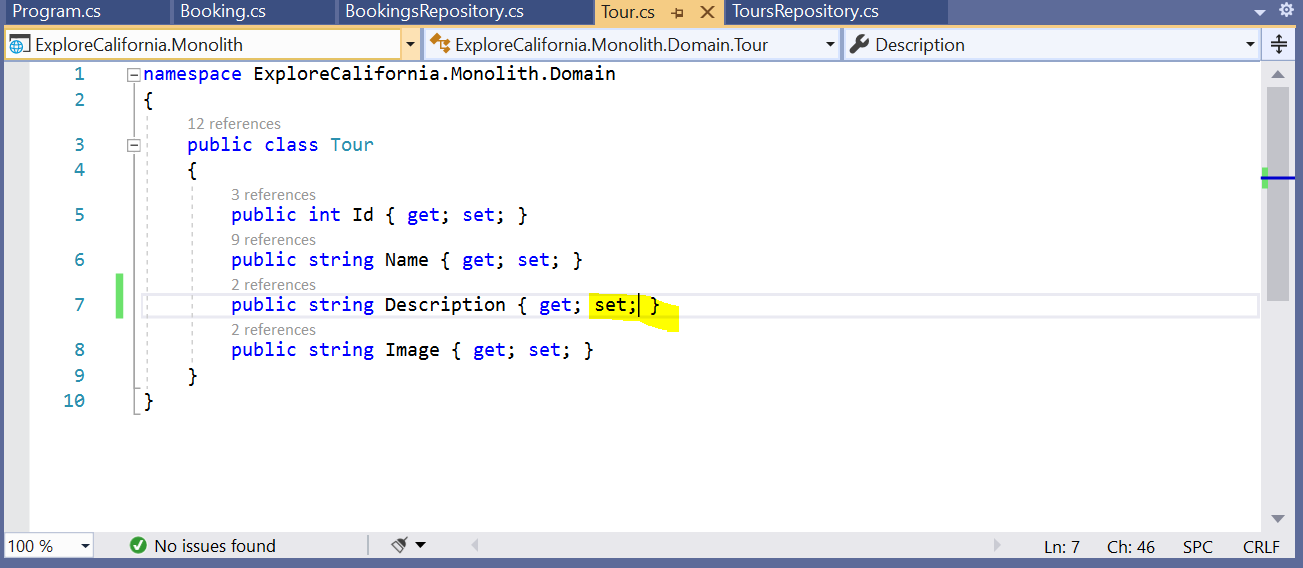 Program.cs Booking.cs BookingsRepository.cs Tour.cs ToursRepository.cs
ExploreCalifornia.Monolith ExploreCalifornia.Monolith.Domain.Tour Description
1 namespace ExploreCalifornia.Monolith.Domain
2 {
12 references
3 public class Tour
4 {
3 references
5 public int Id { get; set; }
9 references
6 public string Name { get; set; }
2 references
7 public string Description { get; set; }
2 references
8 public string Image { get; set; }
9 }
10 }
100 % No issues found Ln: 7 Ch: 46 SPC CRLF